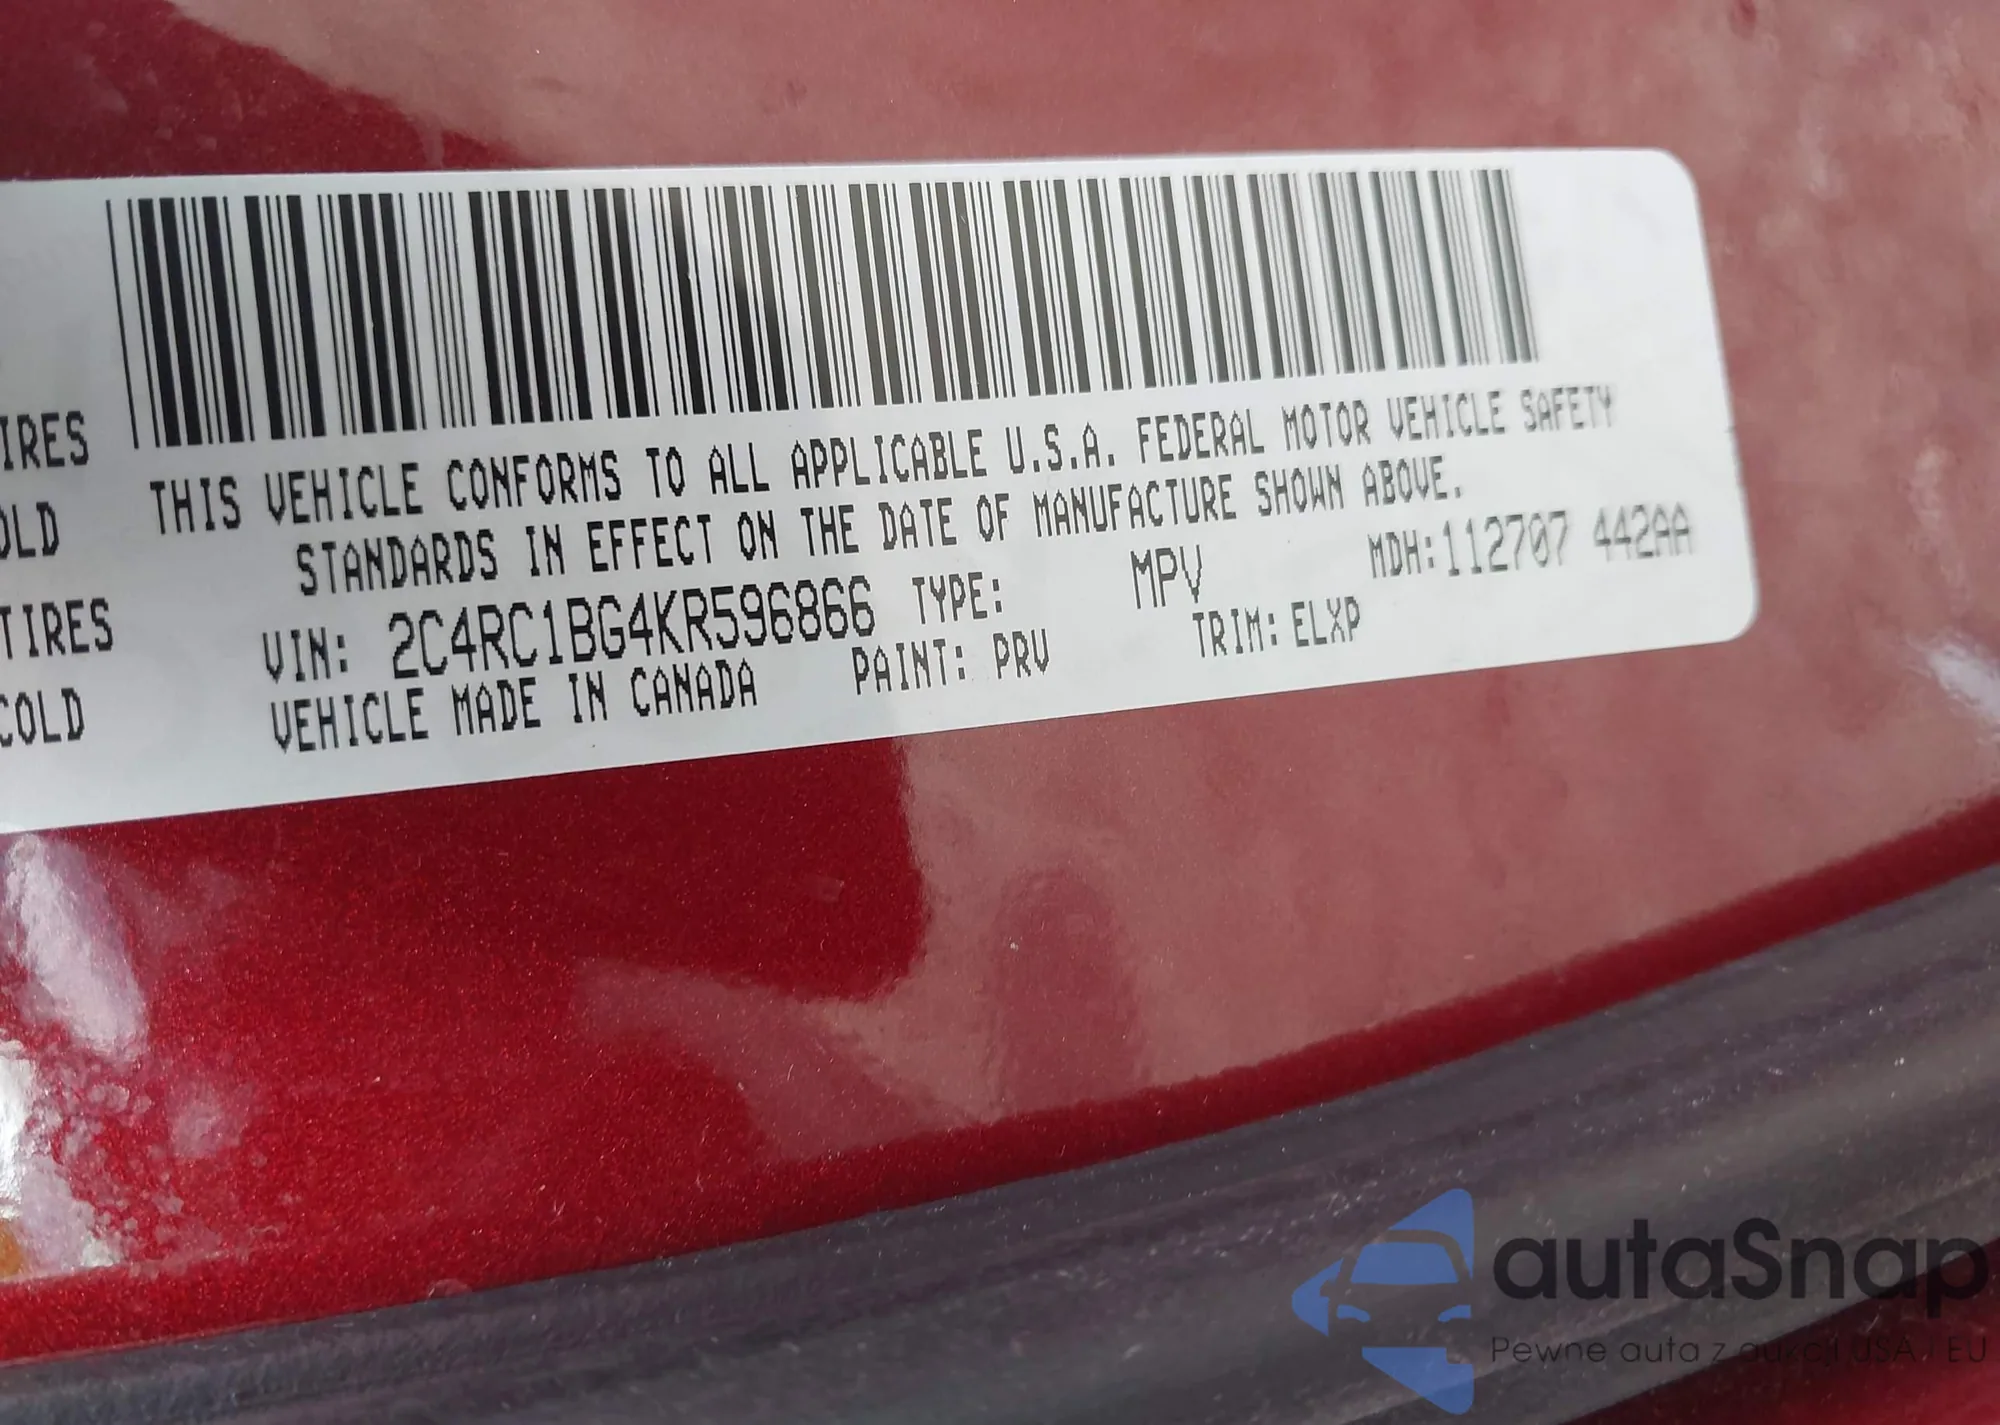 IRES
OLD
TIRES
COLD
THIS VEHICLE CONFORMS TO ALL APPLICABLE U.S.A. FEDERAL MOTOR VEHICLE SAFETY
STANDARDS IN EFFECT ON THE DATE OF MANUFACTURE SHOWN ABOVE.
VIN: 2C4RC1BG4KR596866 TYPE: MPV MDH:112707 442AA
VEHICLE MADE IN CANADA PAINT: PRV TRIM: ELXP
autaSnap
Pewne auta z aukcji USA i EU